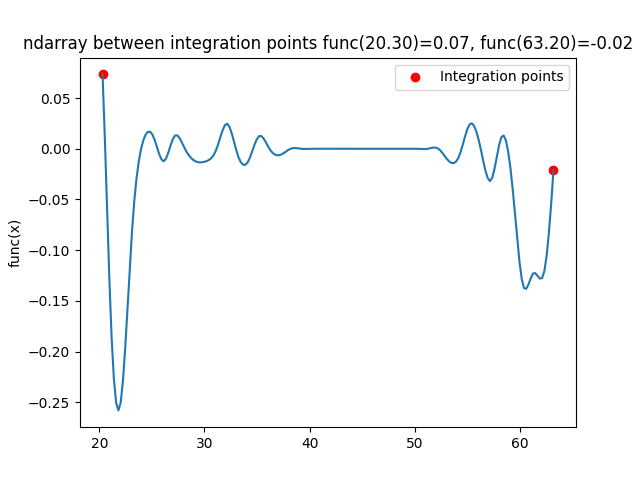 ndarray between integration points func(20.30)=0.07, func(63.20)=-0.02
Integration points
func(x)
0.05
0.00
−0.05
−0.10
−0.15
−0.20
−0.25
20 30 40 50 60